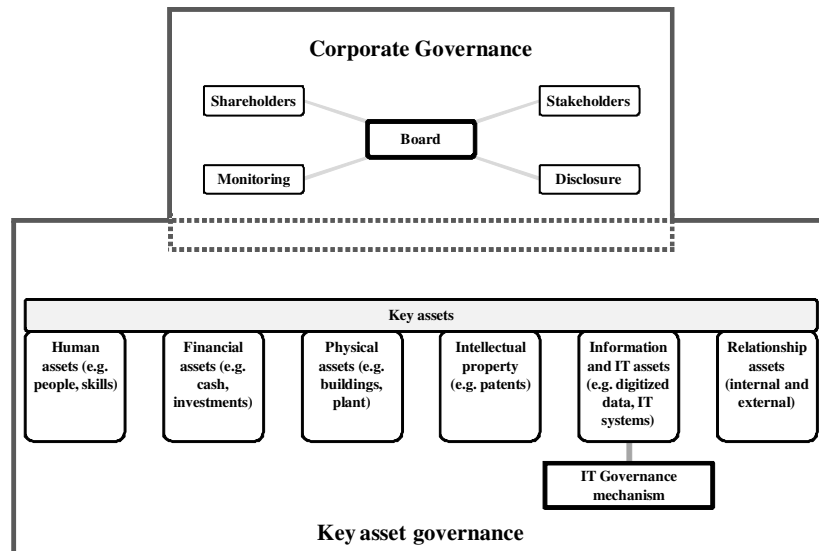 Corporate Governance
Shareholders
Stakeholders
Board
Monitoring
Disclosure
Key assets
Human
assets (e.g.
people, skills)
Financial
assets (e.g.
cash,
investments)
Physical
assets (e.g.
buildings,
plant)
Intellectual
property
(e.g. patents)
Information
and IT assets
(e.g. digitized
data, IT
systems)
Relationship
assets
(internal and
external)
IT Governance
mechanism
Key asset governance